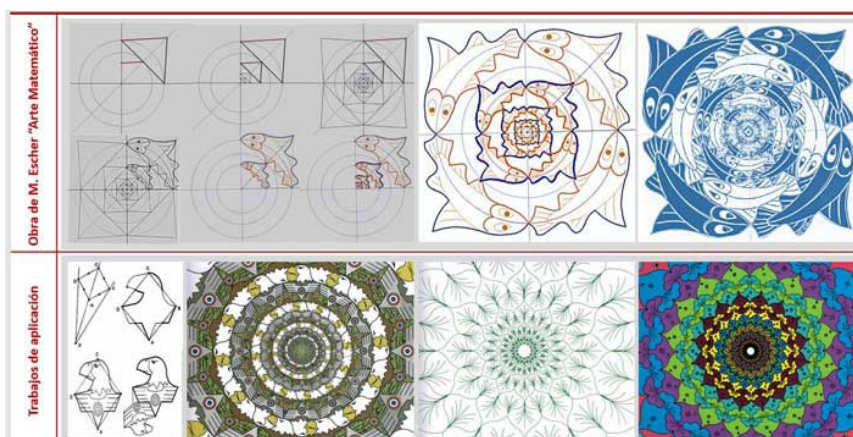 Obra de M. Escher "Arte Matemático"
Trabajos de aplicación